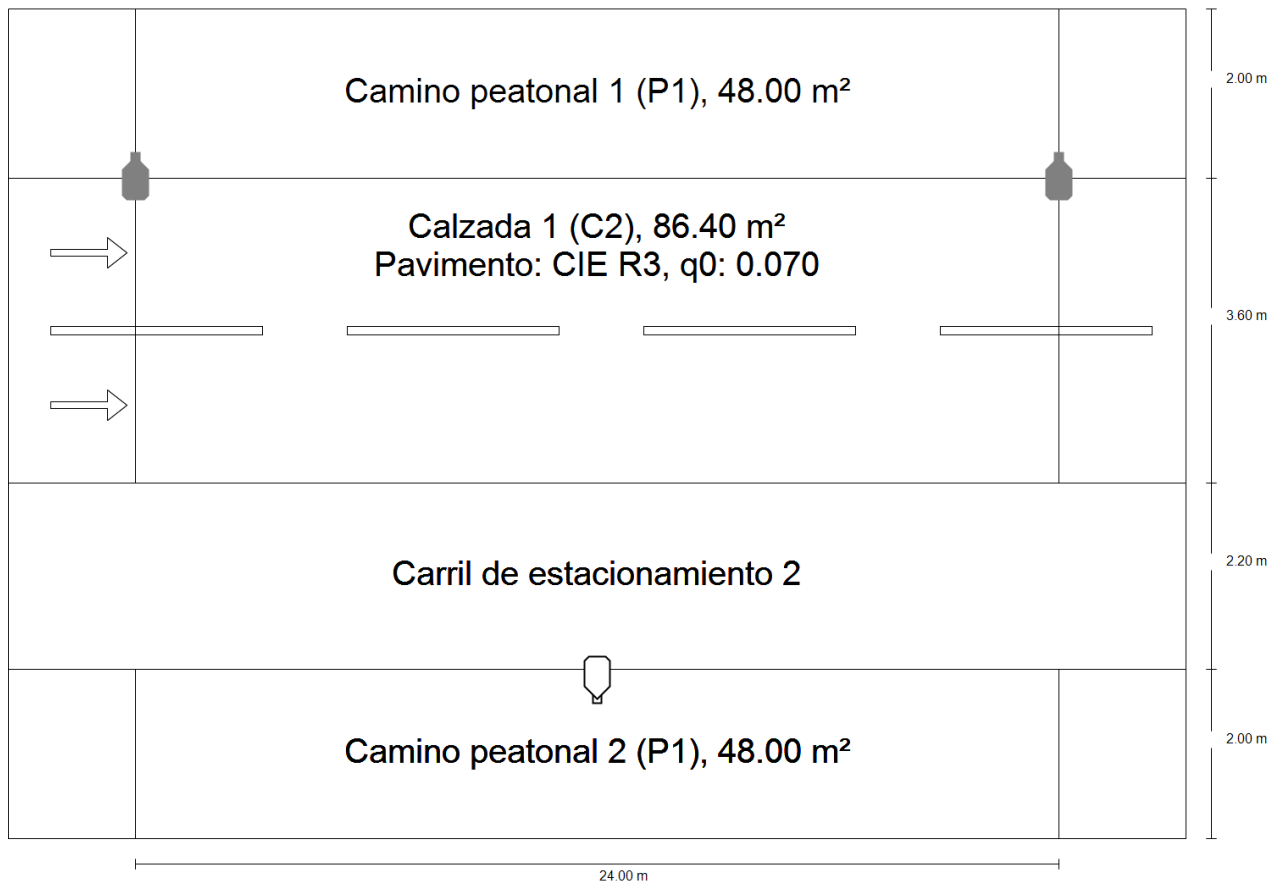 Camino peatonal 1 (P1), 48.00 m²
2.00 m
Calzada 1 (C2), 86.40 m²
Pavimento: CIE R3, q0: 0.070
3.60 m
Carril de estacionamiento 2
2.20 m
Camino peatonal 2 (P1), 48.00 m²
2.00 m
24.00 m